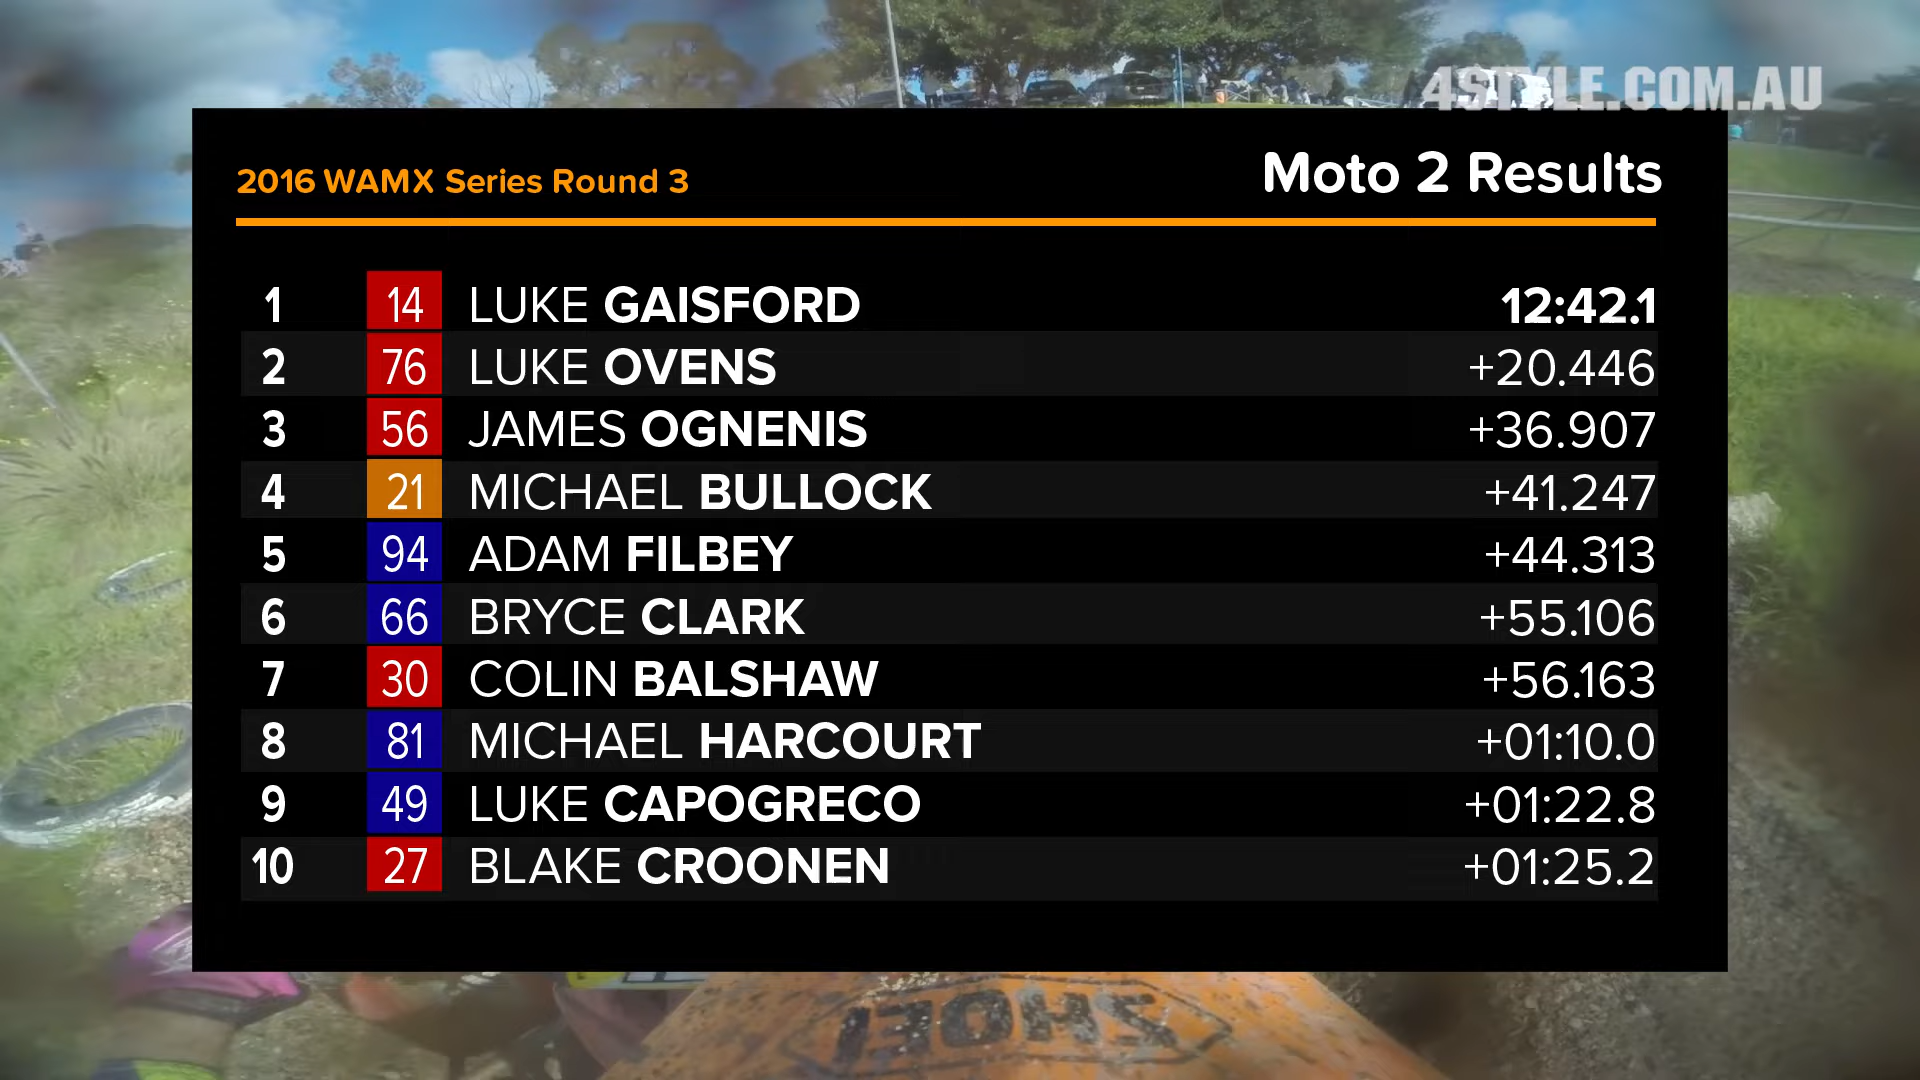 4STYLE.COM.AU
2016 WAMX Series Round 3 Moto 2 Results
1 14 LUKE GAISFORD 12:42.1
2 76 LUKE OVENS +20.446
3 56 JAMES OGNENIS +36.907
4 21 MICHAEL BULLOCK +41.247
5 94 ADAM FILBEY +44.313
6 66 BRYCE CLARK +55.106
7 30 COLIN BALSHAW +56.163
8 81 MICHAEL HARCOURT +01:10.0
9 49 LUKE CAPOGRECO +01:22.8
10 27 BLAKE CROONEN +01:25.2
SHOEI